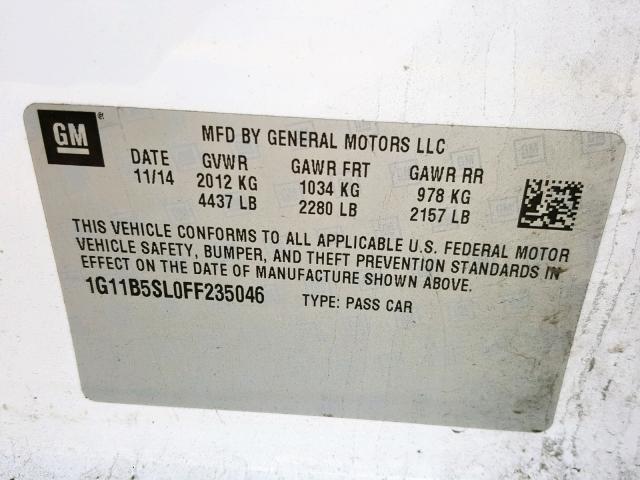 GM®
MFD BY GENERAL MOTORS LLC
DATE GVWR GAWR FRT GAWR RR
11/14 2012 KG 1034 KG 978 KG
4437 LB 2280 LB 2157 LB
THIS VEHICLE CONFORMS TO ALL APPLICABLE U.S. FEDERAL MOTOR
VEHICLE SAFETY, BUMPER, AND THEFT PREVENTION STANDARDS IN
EFFECT ON THE DATE OF MANUFACTURE SHOWN ABOVE.
1G11B5SL0FF235046 TYPE: PASS CAR